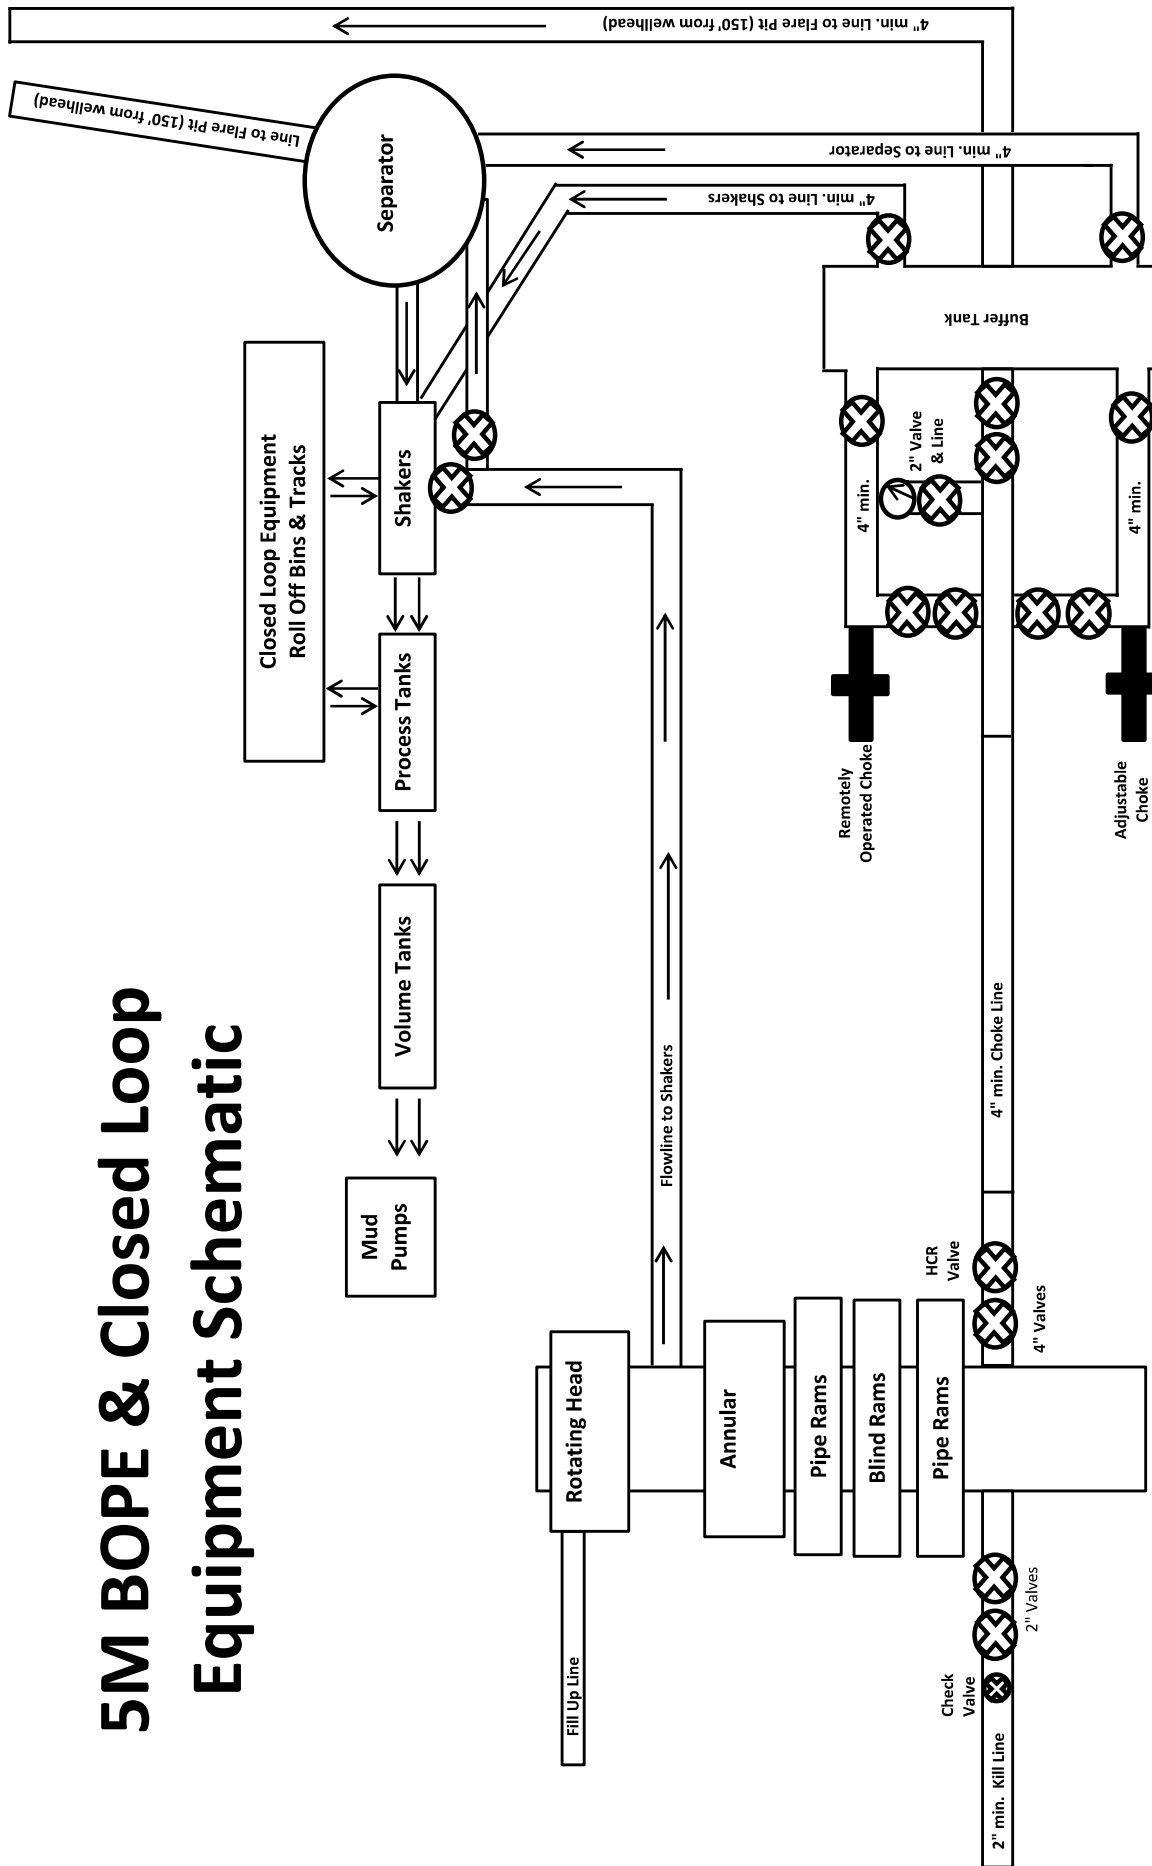 5M BOPE & Closed Loop
Equipment Schematic
Fill Up Line
Rotating Head
Annular
Pipe Rams
Blind Rams
Pipe Rams
2" min. Kill Line
Check
Valve
2" Valves
4" Valves
HCR
Valve
4" min. Choke Line
Flowline to Shakers
Mud
Pumps
Volume Tanks
Process Tanks
Shakers
Closed Loop Equipment
Roll Off Bins & Tracks
Separator
Remotely
Operated Choke
Adjustable
Choke
4" min.
4" min.
2" Valve
& Line
Buffer Tank
4" min. Line to Shakers
4" min. Line to Separator
Line to Flare Pit (150' from wellhead)
4" min. Line to Flare Pit (150' from wellhead)